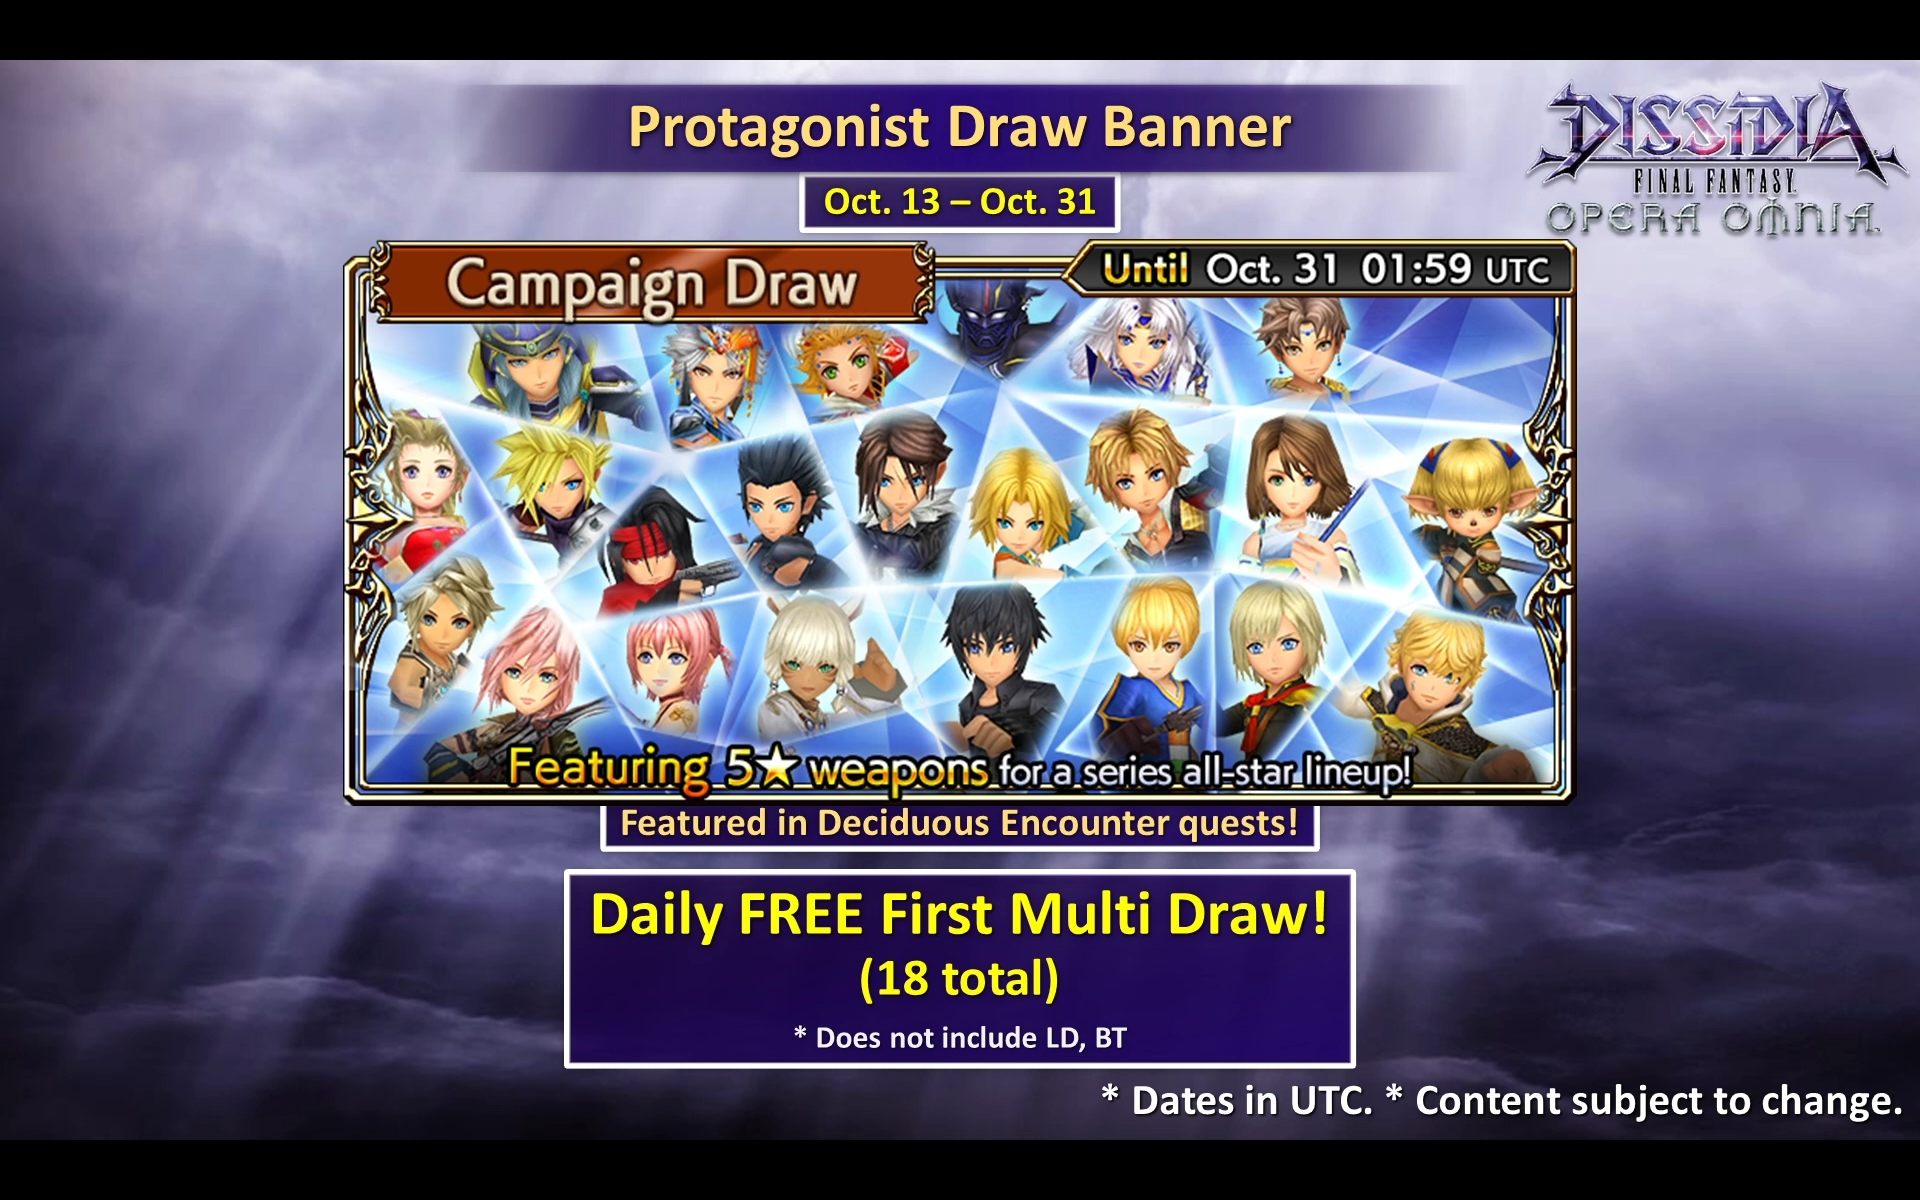 Protagonist Draw Banner
DISSIDIA
FINAL FANTASY
OPERA OMNIA
Oct. 13 – Oct. 31
Campaign Draw
Until Oct. 31 01:59 UTC
Featuring 5★ weapons for a series all-star lineup!
Featured in Deciduous Encounter quests!
Daily FREE First Multi Draw!
(18 total)
* Does not include LD, BT
* Dates in UTC. * Content subject to change.